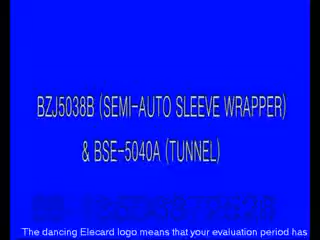 BZJ5038B (SEMI-AUTO SLEEVE WRAPPER)
& BSE-5040A (TUNNEL)
The dancing Elecard logo means that your evaluation period has